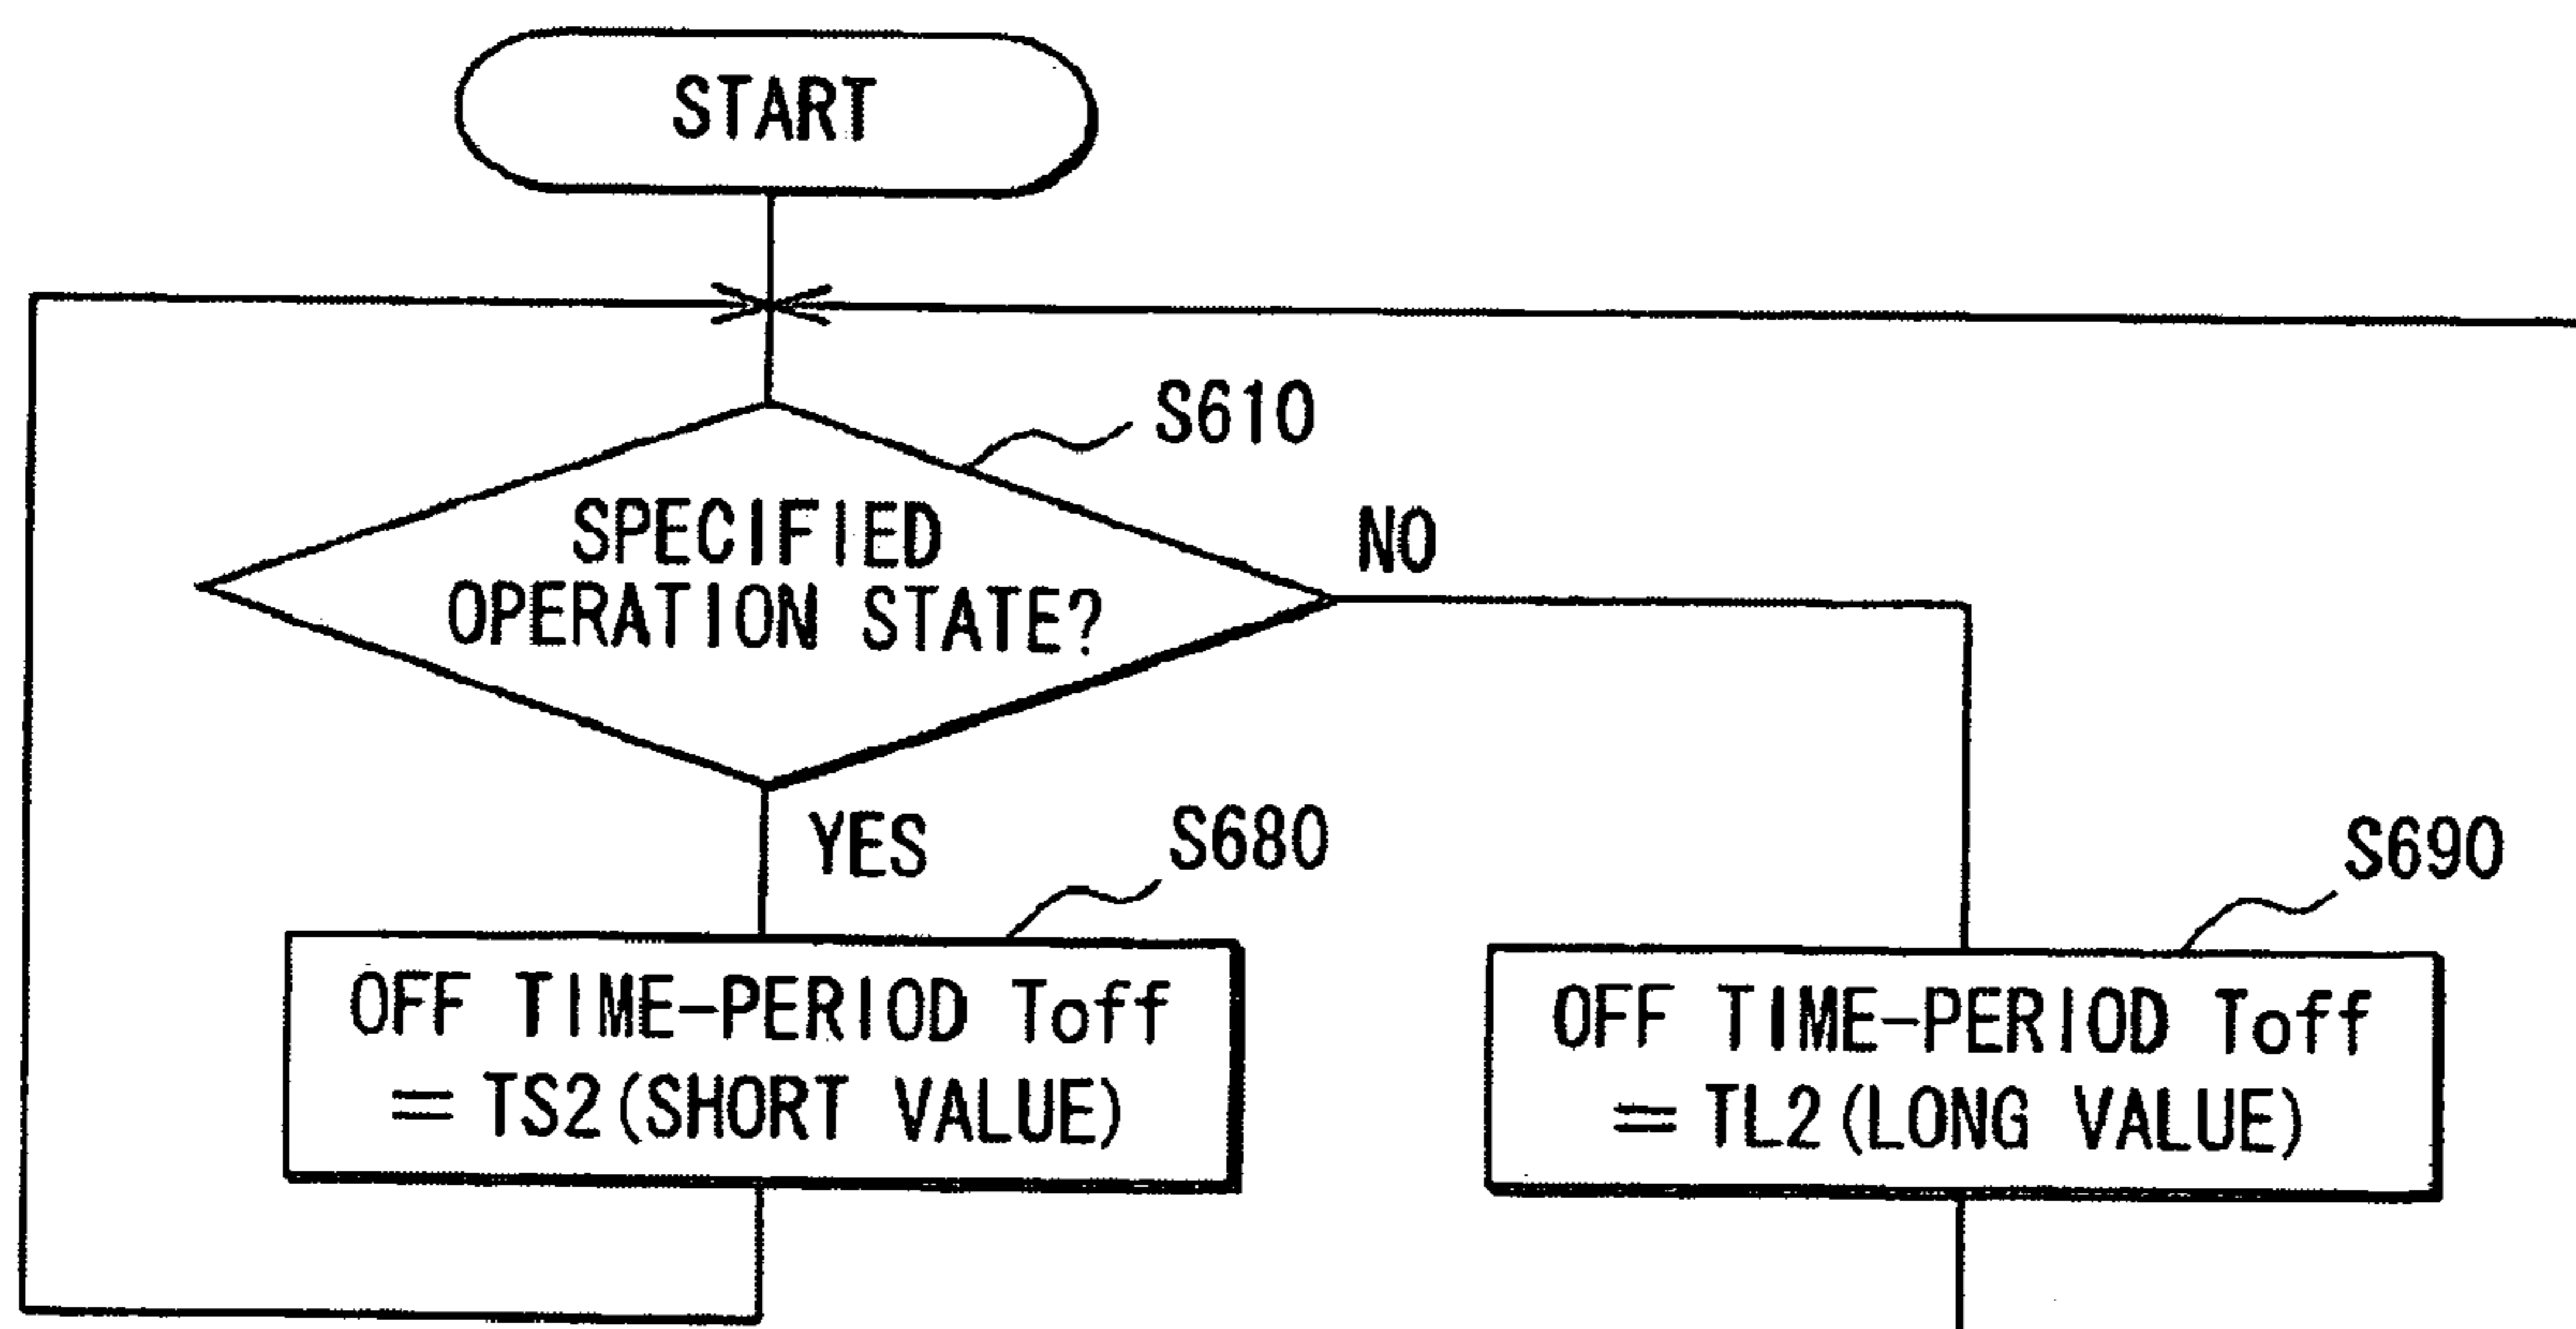 START
S610
SPECIFIED
OPERATION STATE?
NO
YES
S680
OFF TIME-PERIOD Toff
= TS2(SHORT VALUE)
S690
OFF TIME-PERIOD Toff
= TL2(LONG VALUE)